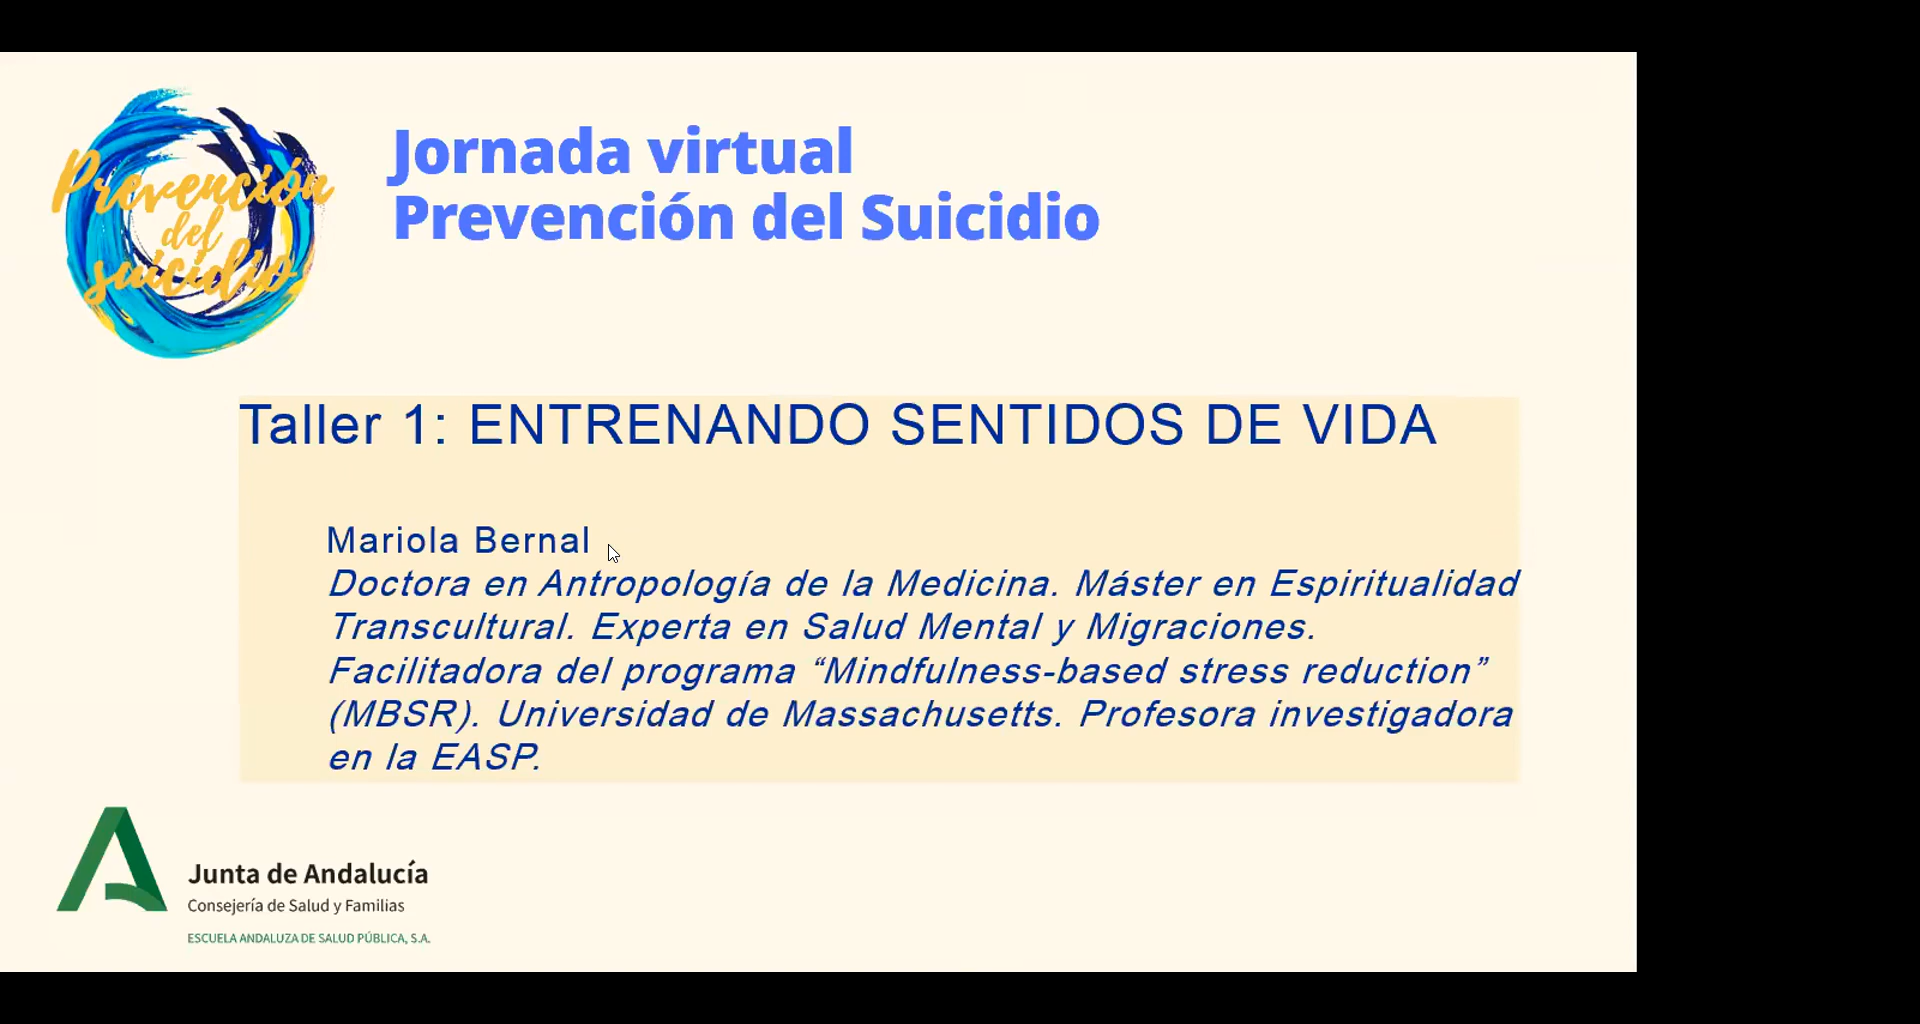 Prevención
del
suicidio
Jornada virtual
Prevención del Suicidio
Taller 1: ENTRENANDO SENTIDOS DE VIDA
Mariola Bernal
Doctora en Antropología de la Medicina. Máster en Espiritualidad
Transcultural. Experta en Salud Mental y Migraciones.
Facilitadora del programa “Mindfulness-based stress reduction”
(MBSR). Universidad de Massachusetts. Profesora investigadora
en la EASP.
Junta de Andalucía
Consejería de Salud y Familias
ESCUELA ANDALUZA DE SALUD PÚBLICA, S.A.